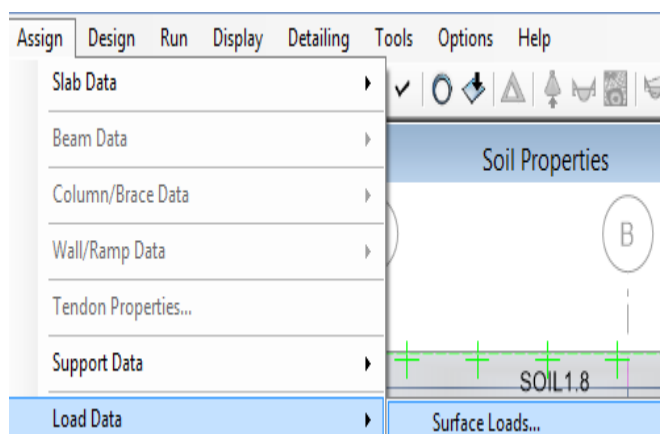 Assign Design Run Display Detailing Tools Options Help
Slab Data
Beam Data
Column/Brace Data
Wall/Ramp Data
Tendon Properties...
Support Data
Load Data
Soil Properties
B
SOIL1.8
Surface Loads...